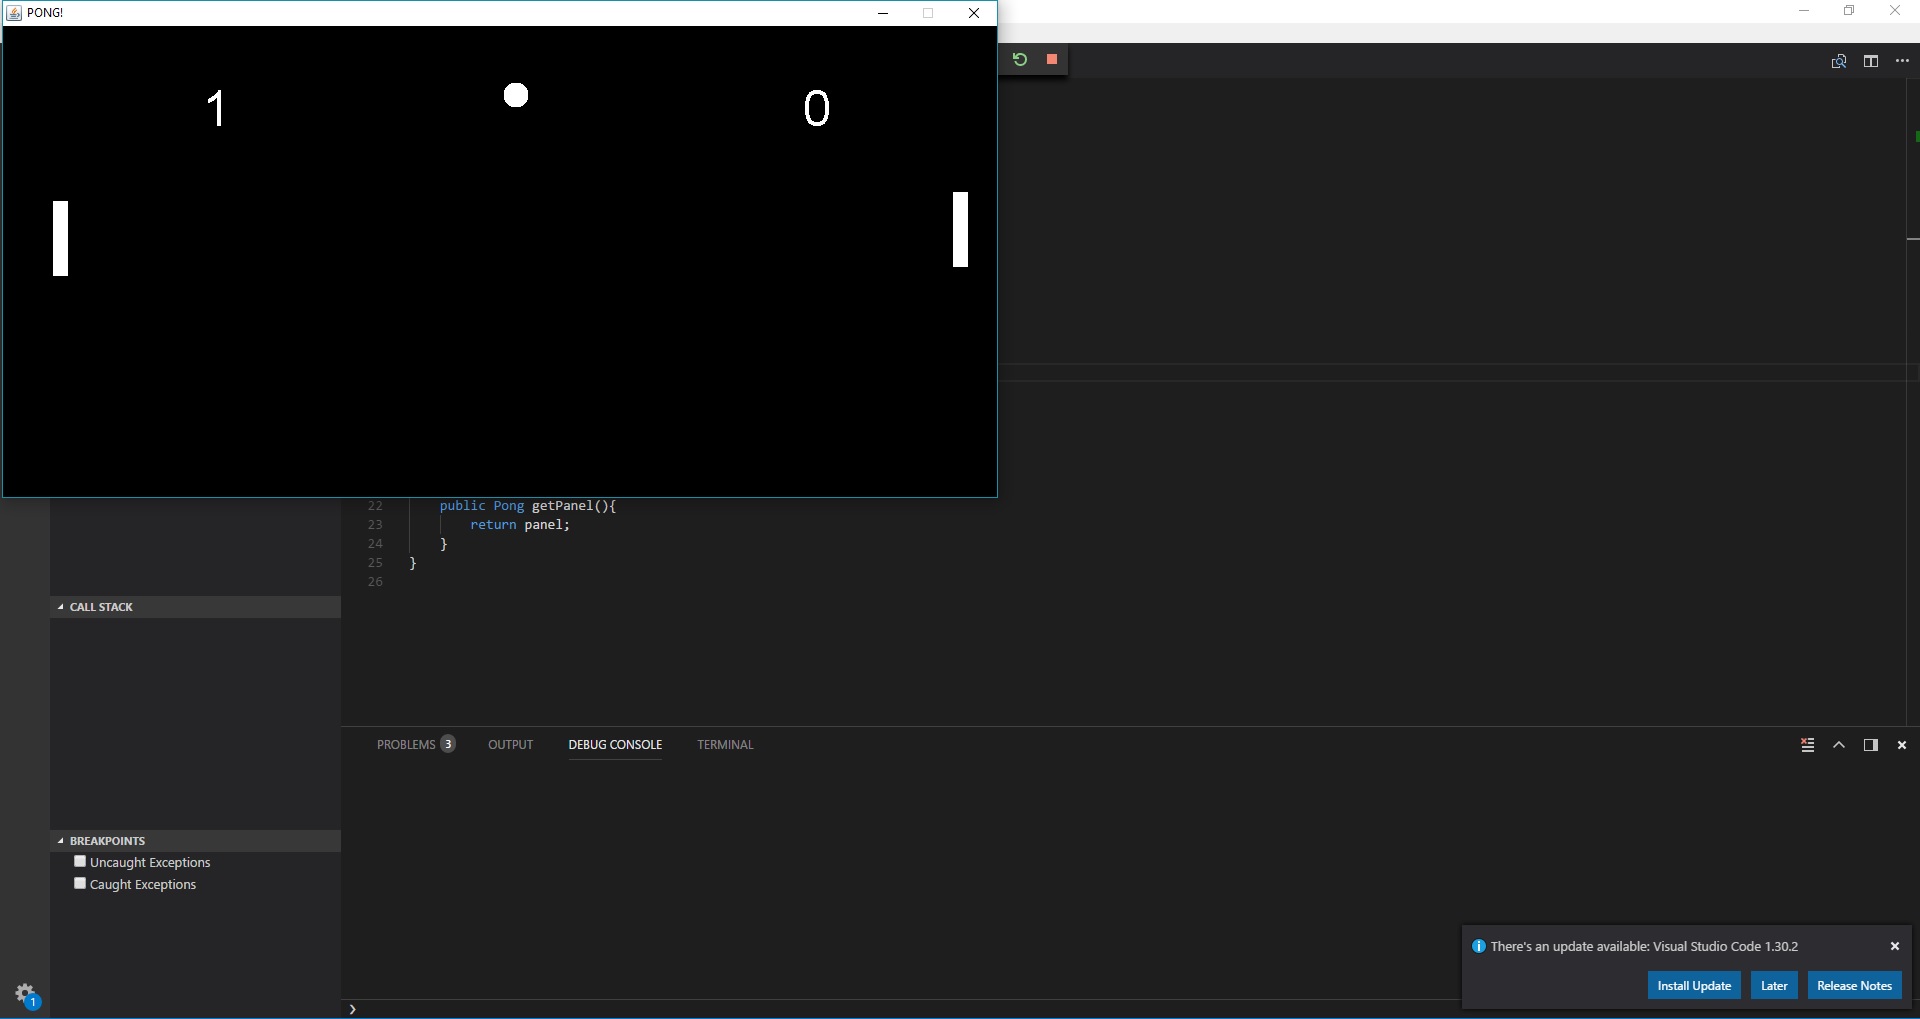 PONG!
1
0
22 public Pong getPanel(){
23 return panel;
24 }
25 }
26
CALL STACK
PROBLEMS 3 OUTPUT DEBUG CONSOLE TERMINAL
BREAKPOINTS
Uncaught Exceptions
Caught Exceptions
There's an update available: Visual Studio Code 1.30.2
Install Update Later Release Notes
1